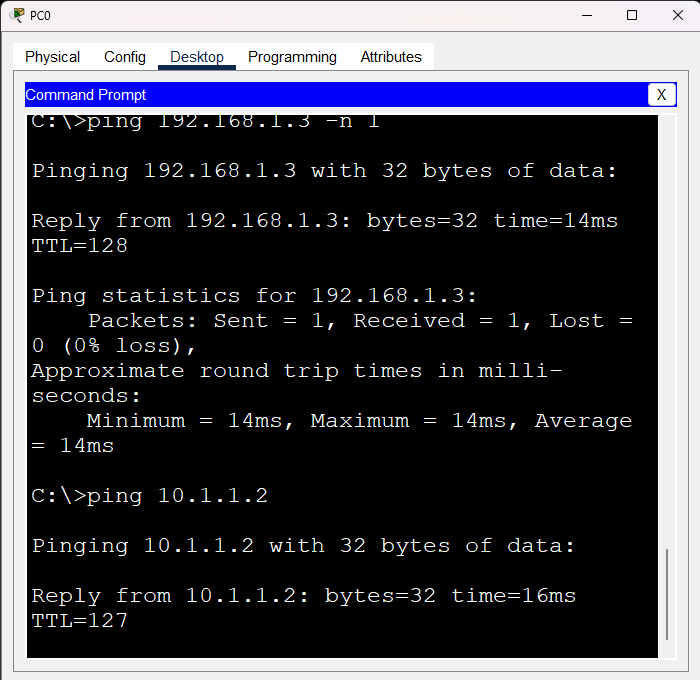 PC0
Physical Config Desktop Programming Attributes
Command Prompt X
C:\>ping 192.168.1.3 -n 1
Pinging 192.168.1.3 with 32 bytes of data:
Reply from 192.168.1.3: bytes=32 time=14ms
TTL=128
Ping statistics for 192.168.1.3:
Packets: Sent = 1, Received = 1, Lost =
0 (0% loss),
Approximate round trip times in milli-
seconds:
Minimum = 14ms, Maximum = 14ms, Average
= 14ms
C:\>ping 10.1.1.2
Pinging 10.1.1.2 with 32 bytes of data:
Reply from 10.1.1.2: bytes=32 time=16ms
TTL=127